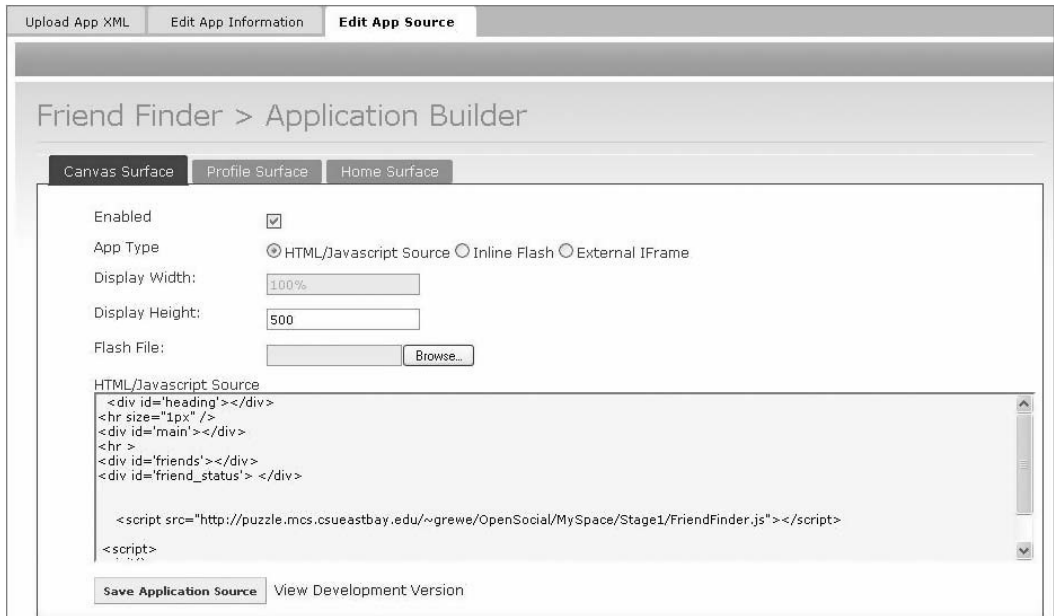 Upload App XML Edit App Information Edit App Source
Friend Finder > Application Builder
Canvas Surface Profile Surface Home Surface
Enabled
App Type HTML/Javascript Source Inline Flash External IFrame
Display Width: 100%
Display Height: 500
Flash File: Browse...
HTML/Javascript Source
<div id='heading'></div>
<hr size="1px" />
<div id='main'></div>
<hr >
<div id='friends'></div>
<div id='friend_status'> </div>
<script src="http://puzzle.mcs.csueastbay.edu/~grewe/OpenSocial/MySpace/Stage1/FriendFinder.js"></script>
<script>
Save Application Source View Development Version